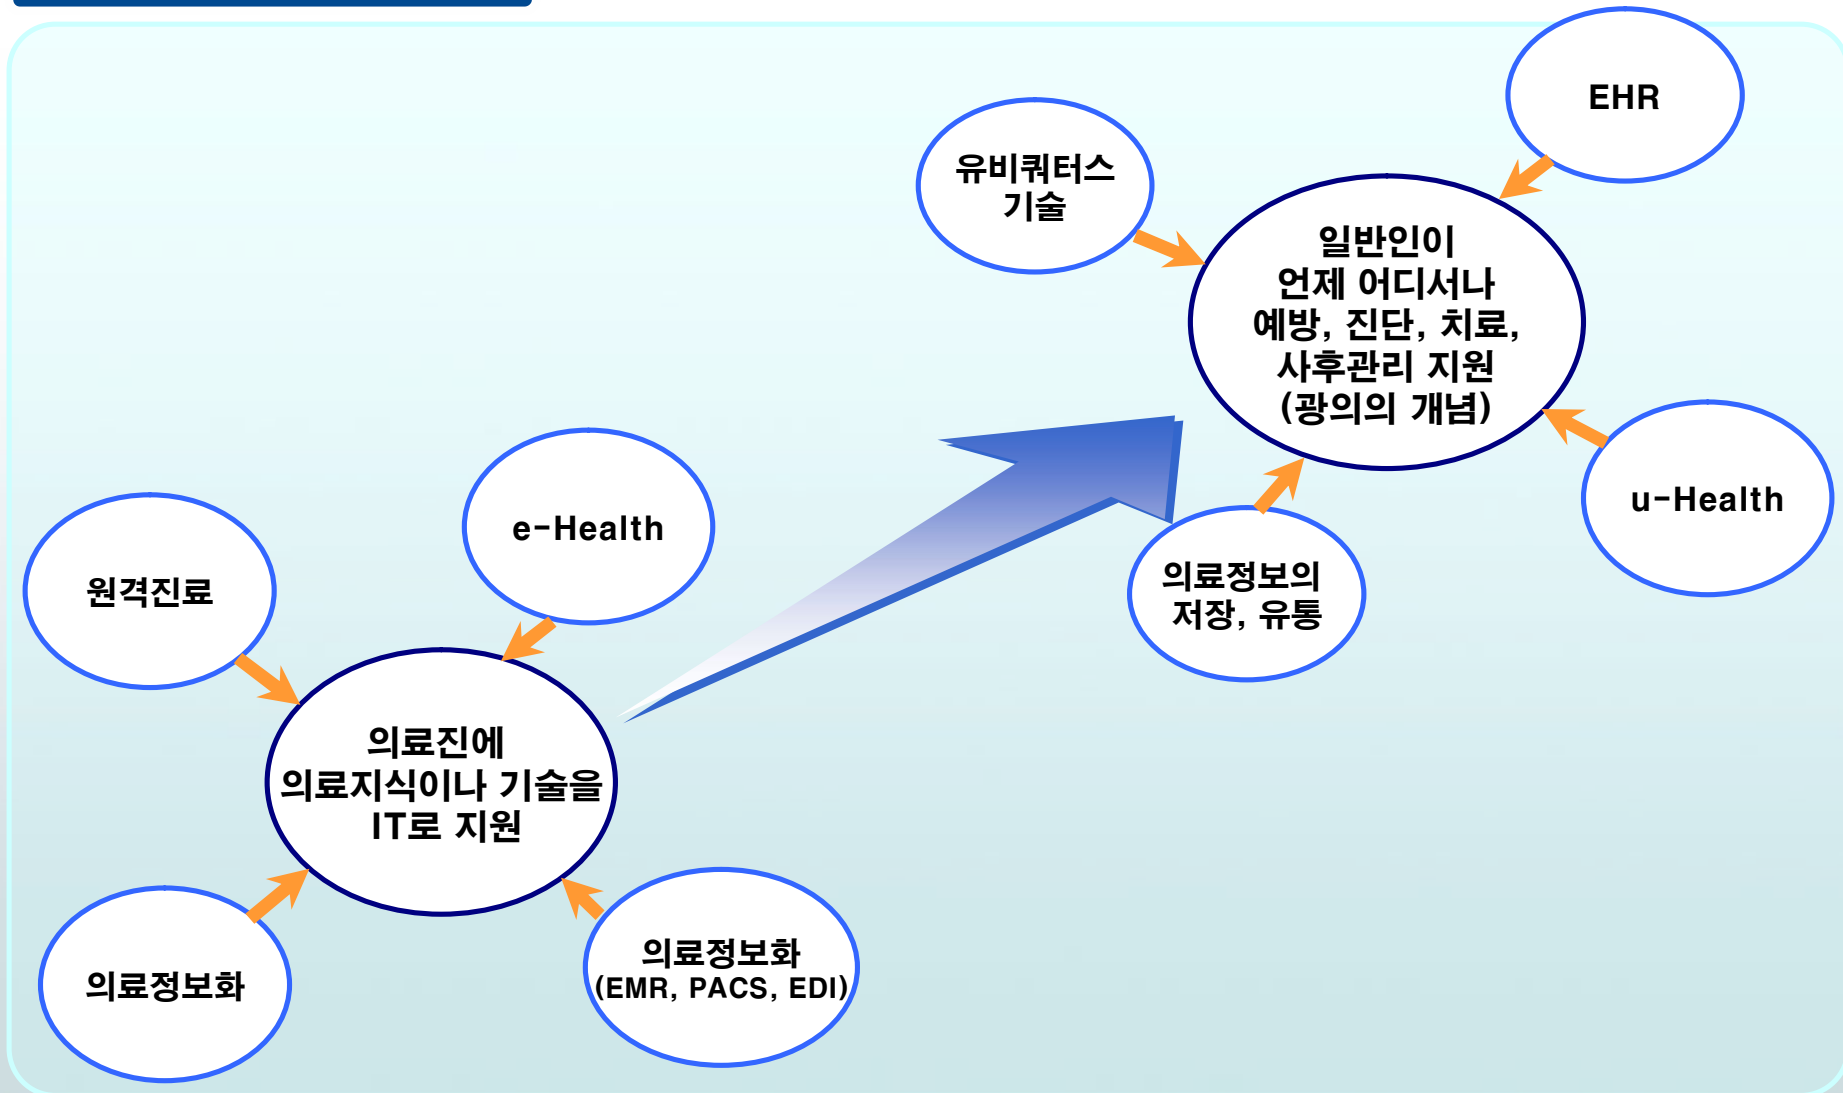 EHR
유비쿼터스
기술
일반인이
언제 어디서나
예방, 진단, 치료,
사후관리 지원
(광의의 개념)
e-Health
u-Health
원격진료
의료정보의
저장, 유통
의료진에
의료지식이나 기술을
IT로 지원
의료정보화
의료정보화
(EMR, PACS, EDI)